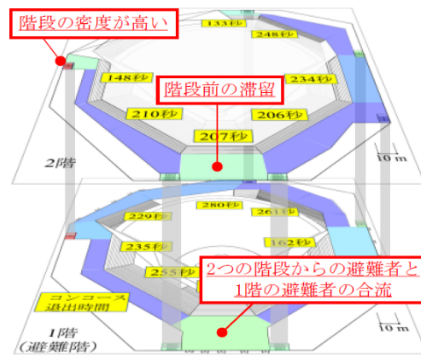 階段の密度が高い
133秒
248秒
148秒
階段前の滞留
234秒
210秒
206秒
207秒
2階
10 m
280秒
229秒
261秒
235秒
162秒
255秒
2つの階段からの避難者と
1階の避難者の合流
コンコース
退出時間
1階
(避難階)
10 m